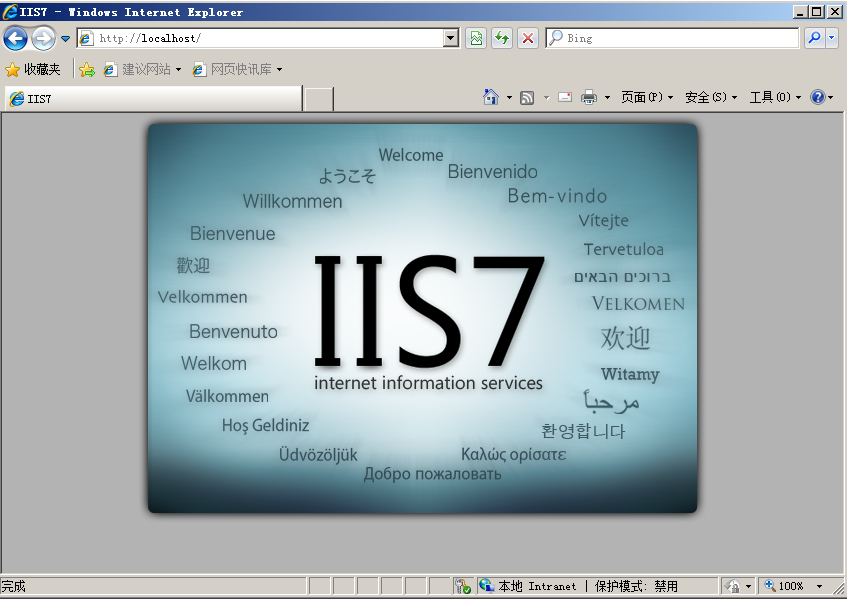 IIS7 - Windows Internet Explorer
http://localhost/
Bing
收藏夹 建议网站 网页快讯库
IIS7
页面(P) 安全(S) 工具(O)
Welcome
ようこそ
Bienvenido
Willkommen
Bem-vindo
Bienvenue
Vítejte
歡迎
Tervetuloa
ברוכים הבאים
Velkommen
VELKOMEN
IIS7
Benvenuto
欢迎
Welkom
Witamy
internet information services
Välkommen
مرحباً
Hoş Geldiniz
환영합니다
Üdvözöljük
Καλώς ορίσατε
Добро пожаловать
完成 本地 Intranet | 保护模式: 禁用 100%